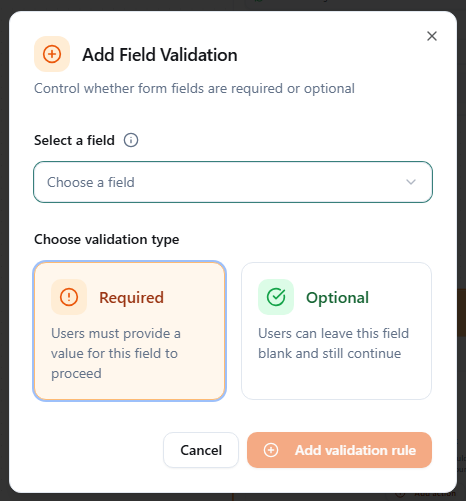 Add Field Validation
Control whether form fields are required or optional
Select a field
Choose a field
Choose validation type
Required
Users must provide a
value for this field to
proceed
Optional
Users can leave this field
blank and still continue
Cancel
Add validation rule